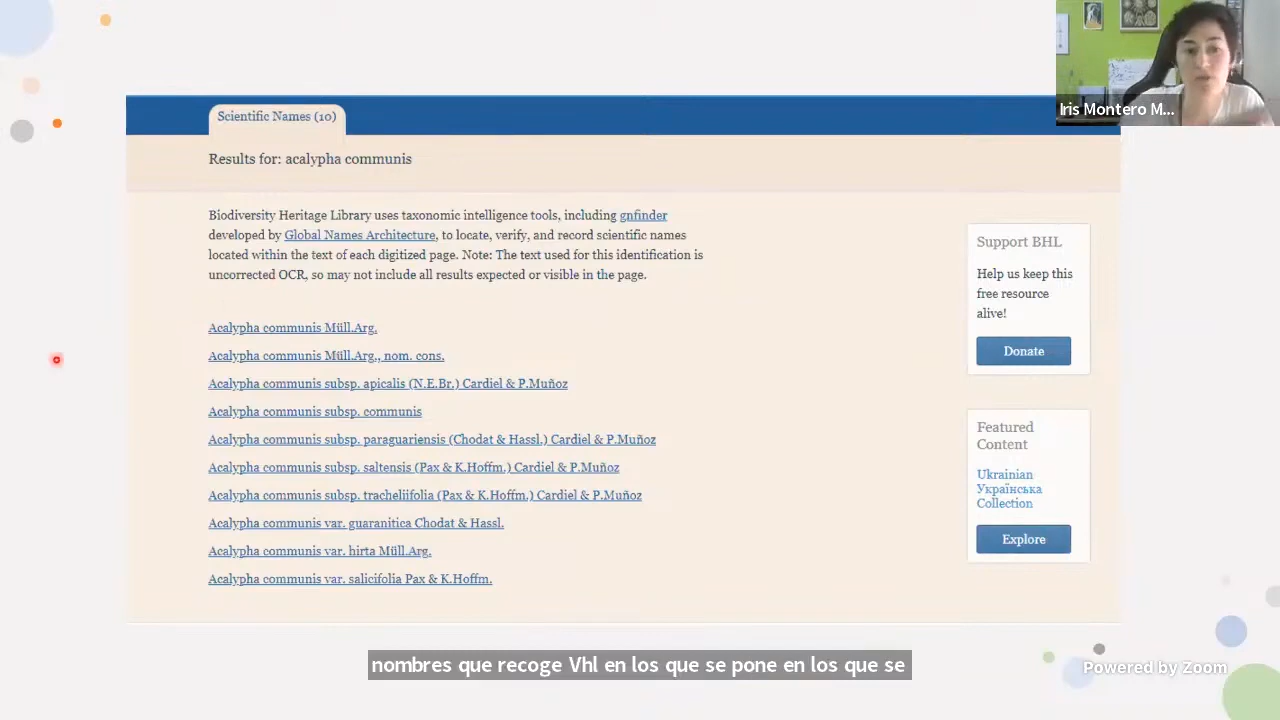 Iris Montero M...
Scientific Names (10)
Results for: acalypha communis
Biodiversity Heritage Library uses taxonomic intelligence tools, including gnfinder
developed by Global Names Architecture, to locate, verify, and record scientific names
located within the text of each digitized page. Note: The text used for this identification is
uncorrected OCR, so may not include all results expected or visible in the page.
Acalypha communis Müll.Arg.
Acalypha communis Müll.Arg., nom. cons.
Acalypha communis subsp. apicalis (N.E.Br.) Cardiel & P.Muñoz
Acalypha communis subsp. communis
Acalypha communis subsp. paraguariensis (Chodat & Hassl.) Cardiel & P.Muñoz
Acalypha communis subsp. saltensis (Pax & K.Hoffm.) Cardiel & P.Muñoz
Acalypha communis subsp. tracheliifolia (Pax & K.Hoffm.) Cardiel & P.Muñoz
Acalypha communis var. guaranitica Chodat & Hassl.
Acalypha communis var. hirta Müll.Arg.
Acalypha communis var. salicifolia Pax & K.Hoffm.
Support BHL
Help us keep this
free resource
alive!
Donate
Featured
Content
Ukrainian
Українська
Collection
Explore
nombres que recoge Vhl en los que se pone en los que se
Powered by Zoom